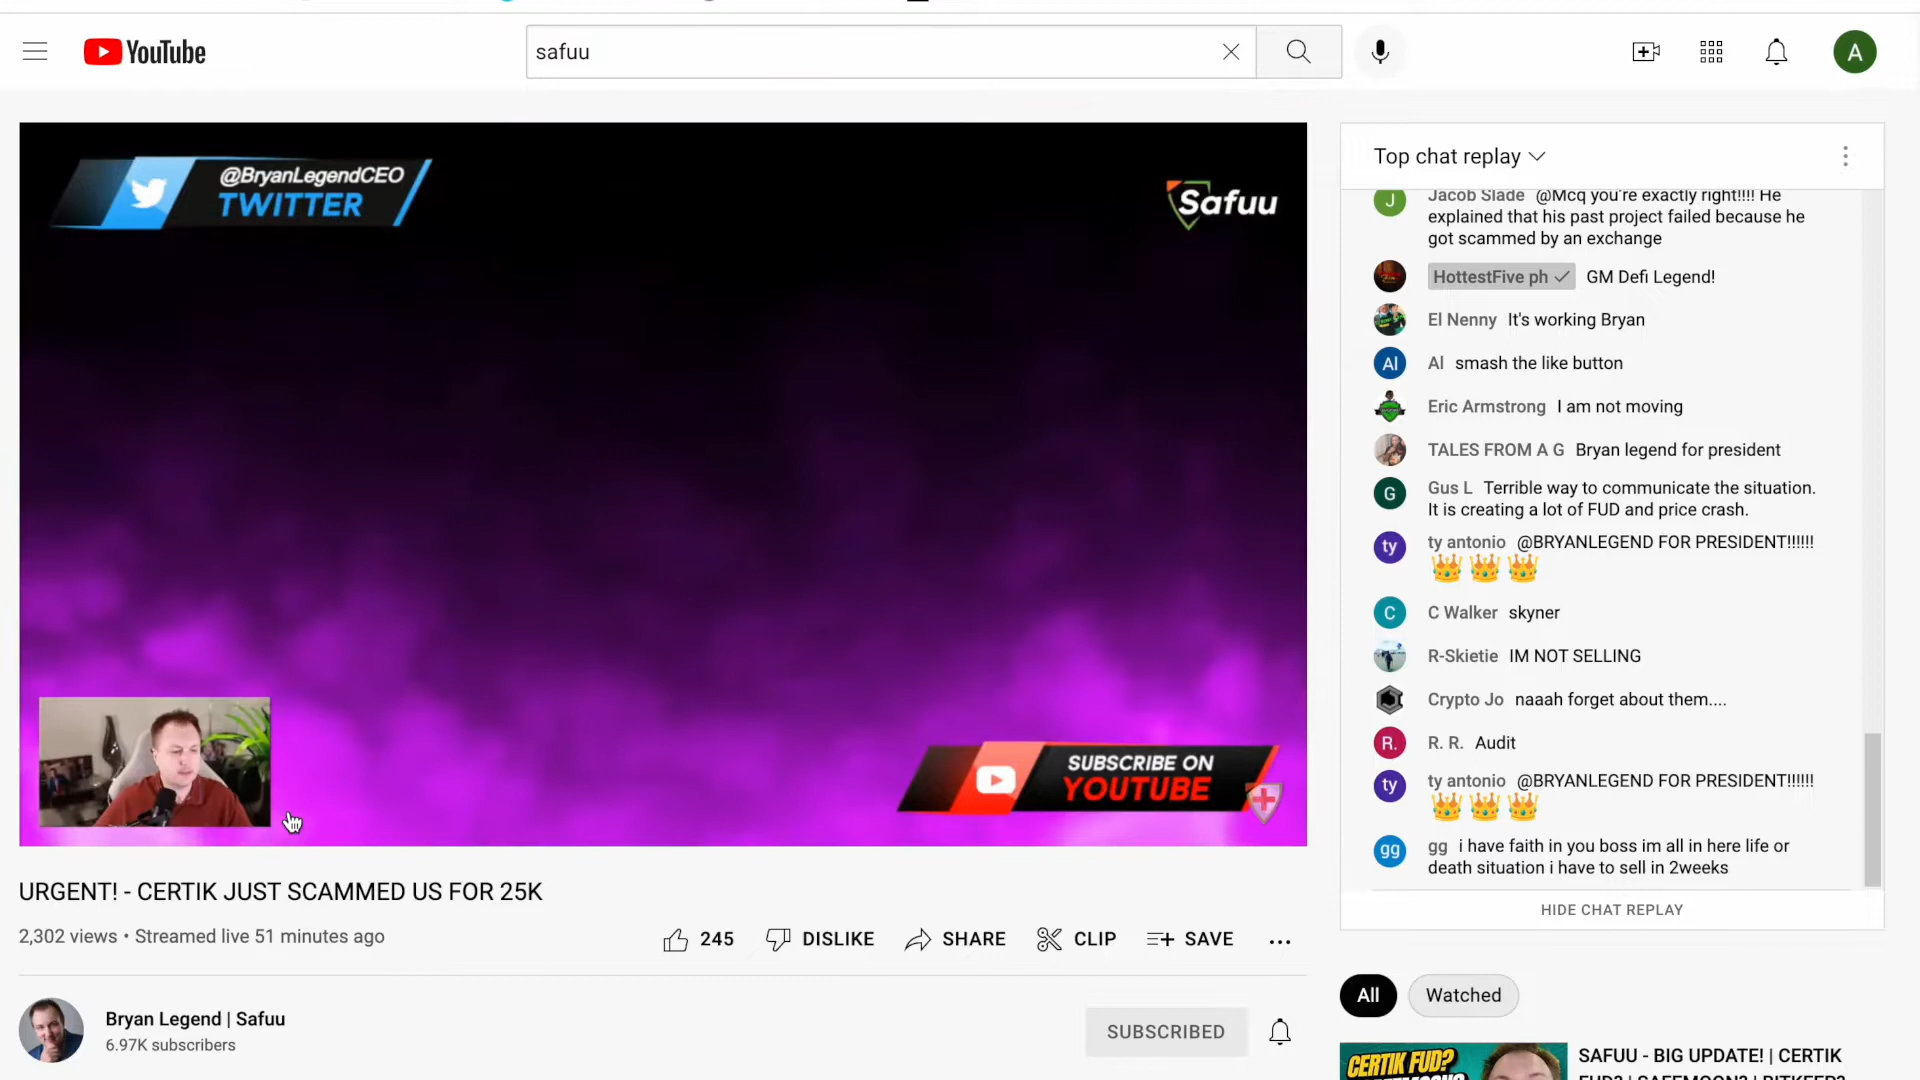 YouTube
safuu
A
@BryanLegendCEO
TWITTER
Safuu
SUBSCRIBE ON
YOUTUBE
URGENT! - CERTIK JUST SCAMMED US FOR 25K
2,302 views • Streamed live 51 minutes ago
245
DISLIKE
SHARE
CLIP
SAVE
Bryan Legend | Safuu
6.97K subscribers
SUBSCRIBED
Top chat replay
J
Jacob Slade @Mcq you're exactly right!!!! He
explained that his past project failed because he
got scammed by an exchange
HottestFive ph GM Defi Legend!
El Nenny It's working Bryan
Al
Al smash the like button
Eric Armstrong I am not moving
TALES FROM A G Bryan legend for president
G
Gus L Terrible way to communicate the situation.
It is creating a lot of FUD and price crash.
ty
ty antonio @BRYANLEGEND FOR PRESIDENT!!!!!!
C
C Walker skyner
R-Skietie IM NOT SELLING
Crypto Jo naaah forget about them....
R.
R. R. Audit
ty
ty antonio @BRYANLEGEND FOR PRESIDENT!!!!!!
gg
gg i have faith in you boss im all in here life or
death situation i have to sell in 2weeks
HIDE CHAT REPLAY
All
Watched
CERTIK FUD?
SAFUU - BIG UPDATE! | CERTIK
FUD? | SAFEMOON? | BITKEEP?